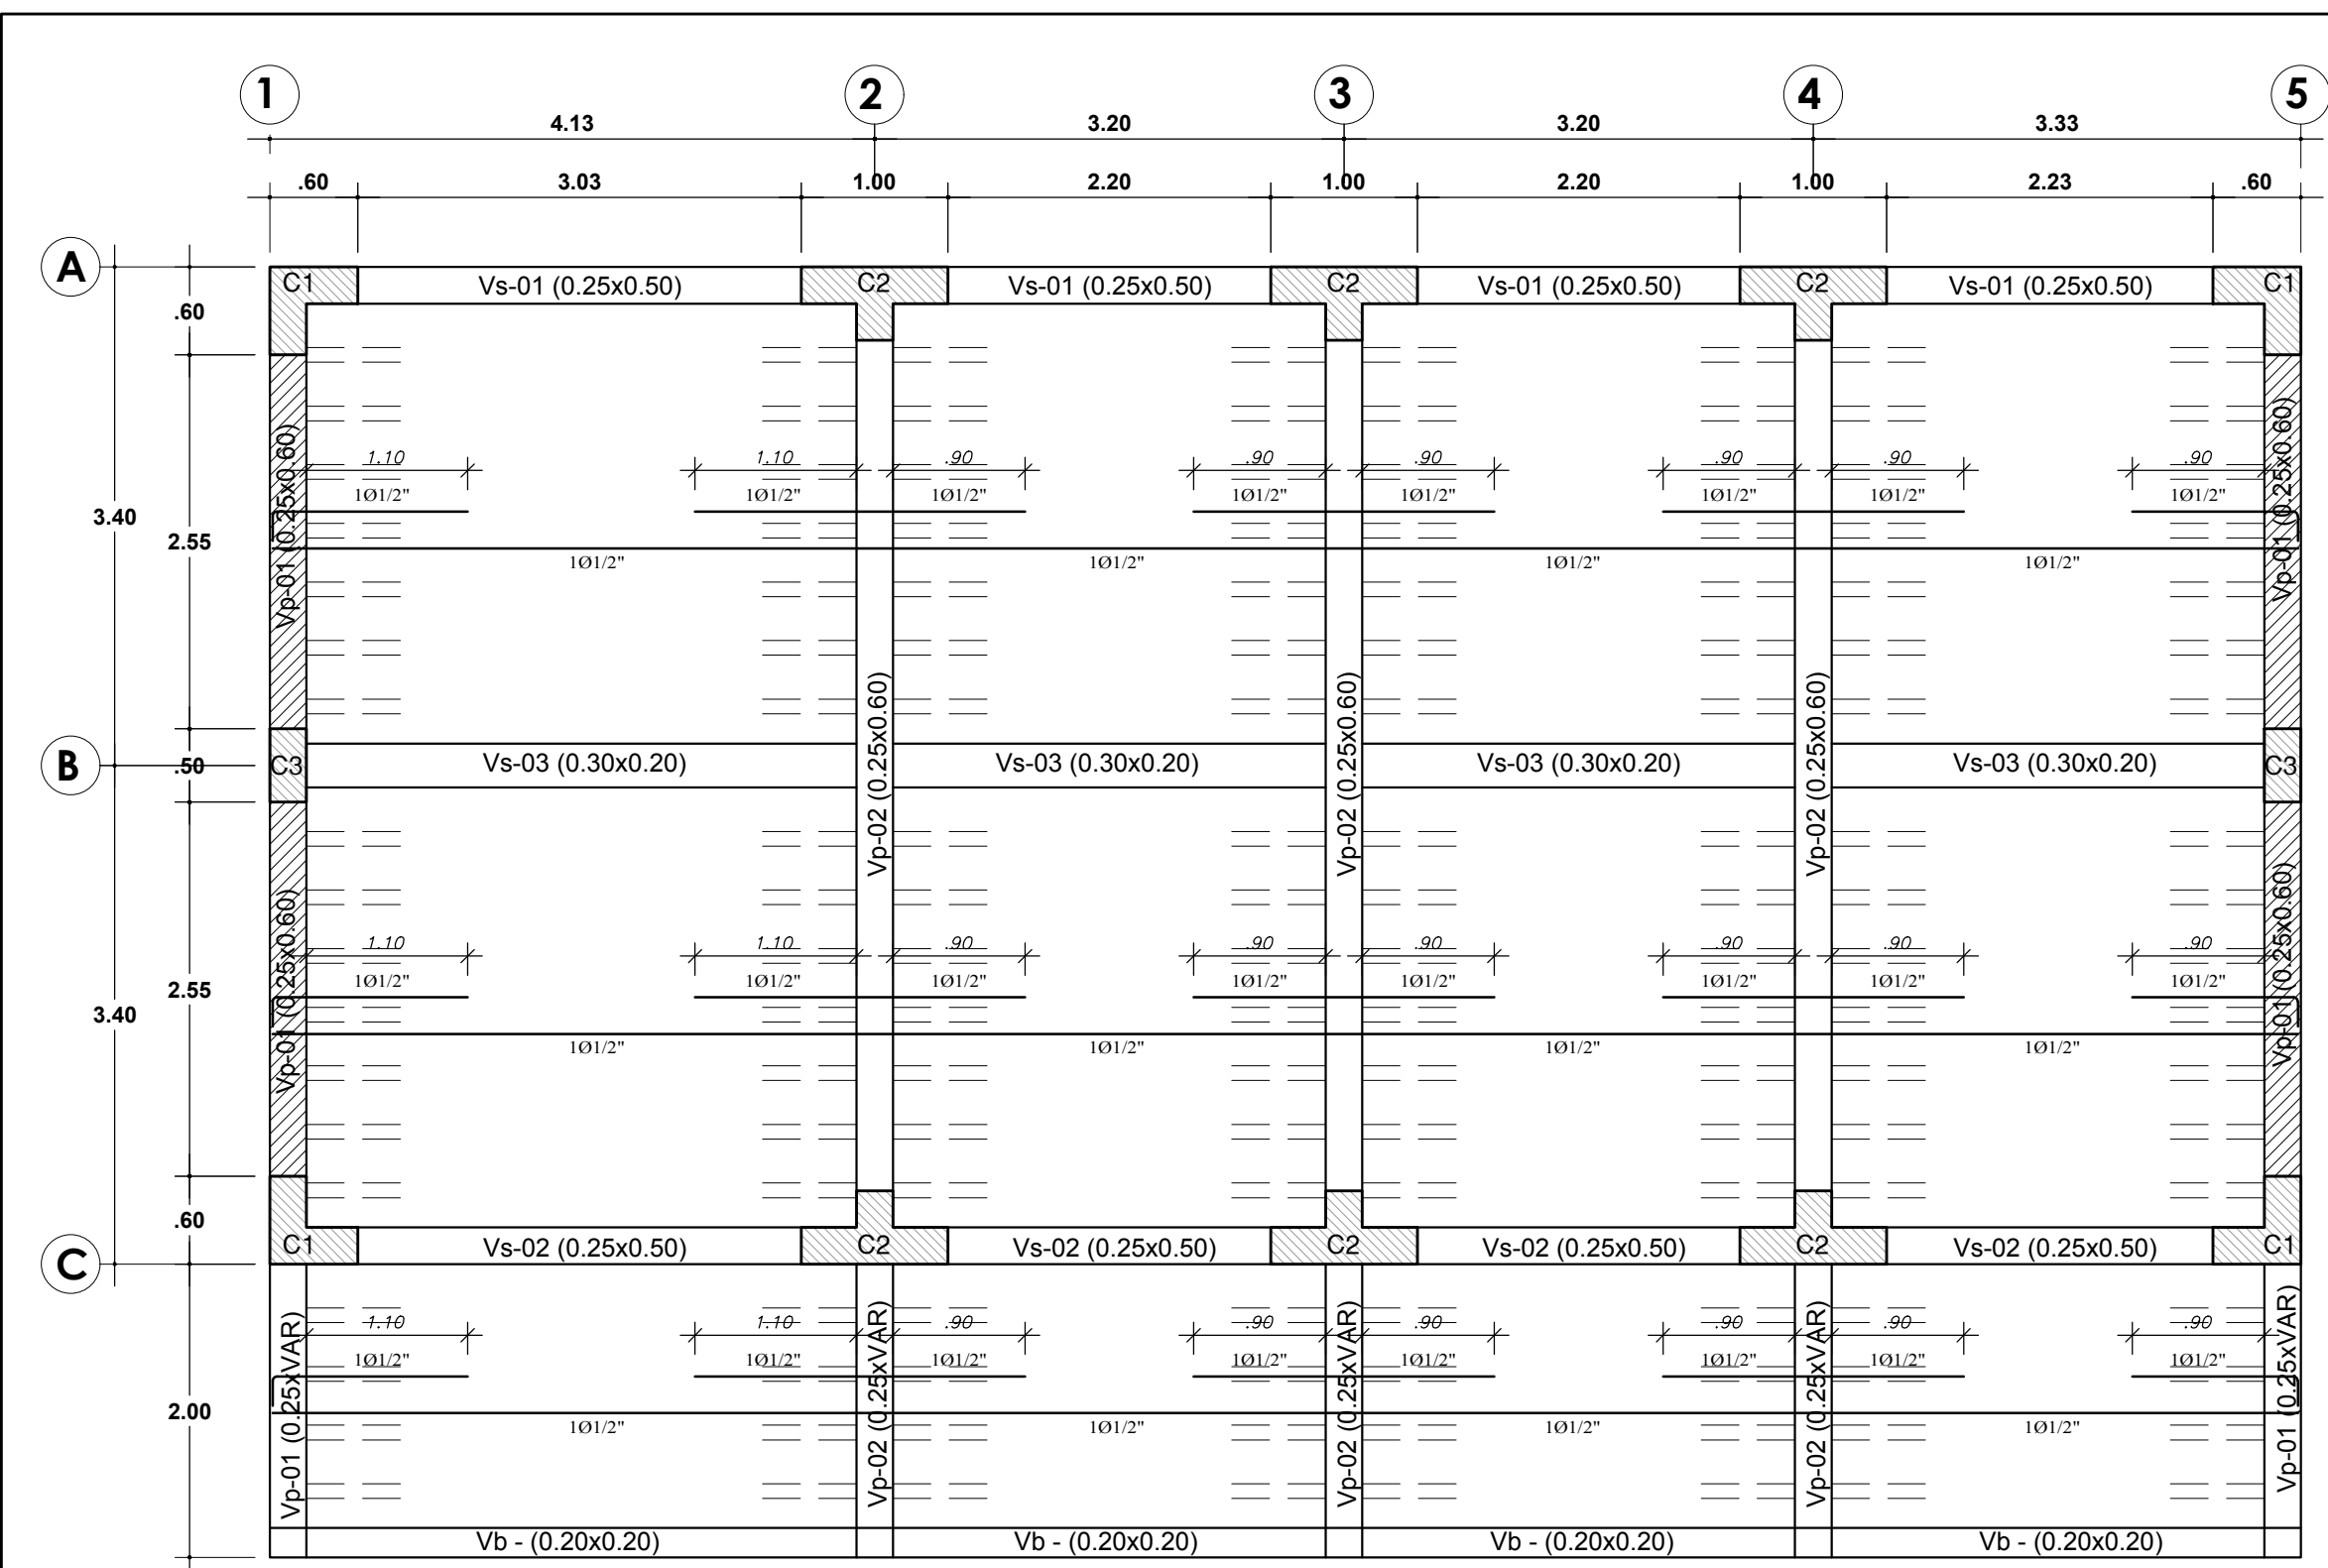 1 2 3 4 5
4.13 3.20 3.20 3.33
.60 3.03 1.00 2.20 1.00 2.20 1.00 2.23 .60
A
C1 Vs-01 (0.25x0.50) C2 Vs-01 (0.25x0.50) C2 Vs-01 (0.25x0.50) C2 Vs-01 (0.25x0.50) C1
.60
Vp-01 (0.25x0.60) Vp-01 (0.25x0.60)
1.10 1.10 .90 .90 .90 .90 .90 .90
1Ø1/2" 1Ø1/2" 1Ø1/2" 1Ø1/2" 1Ø1/2" 1Ø1/2" 1Ø1/2" 1Ø1/2"
3.40
2.55
1Ø1/2" 1Ø1/2" 1Ø1/2" 1Ø1/2"
Vp-02 (0.25x0.60) Vp-02 (0.25x0.60) Vp-02 (0.25x0.60)
B
.50
C3 Vs-03 (0.30x0.20) Vs-03 (0.30x0.20) Vs-03 (0.30x0.20) Vs-03 (0.30x0.20) C3
Vp-01 (0.25x0.60) Vp-01 (0.25x0.60)
1.10 1.10 .90 .90 .90 .90 .90 .90
1Ø1/2" 1Ø1/2" 1Ø1/2" 1Ø1/2" 1Ø1/2" 1Ø1/2" 1Ø1/2" 1Ø1/2"
2.55
3.40
1Ø1/2" 1Ø1/2" 1Ø1/2" 1Ø1/2"
.60
C
C1 Vs-02 (0.25x0.50) C2 Vs-02 (0.25x0.50) C2 Vs-02 (0.25x0.50) C2 Vs-02 (0.25x0.50) C1
Vp-01 (0.25xVAR) Vp-02 (0.25xVAR) Vp-02 (0.25xVAR) Vp-02 (0.25xVAR) Vp-01 (0.25xVAR)
1.10 1.10 .90 .90 .90 .90 .90 .90
1Ø1/2" 1Ø1/2" 1Ø1/2" 1Ø1/2" 1Ø1/2" 1Ø1/2" 1Ø1/2" 1Ø1/2"
2.00
1Ø1/2" 1Ø1/2" 1Ø1/2" 1Ø1/2"
Vb - (0.20x0.20) Vb - (0.20x0.20) Vb - (0.20x0.20) Vb - (0.20x0.20)